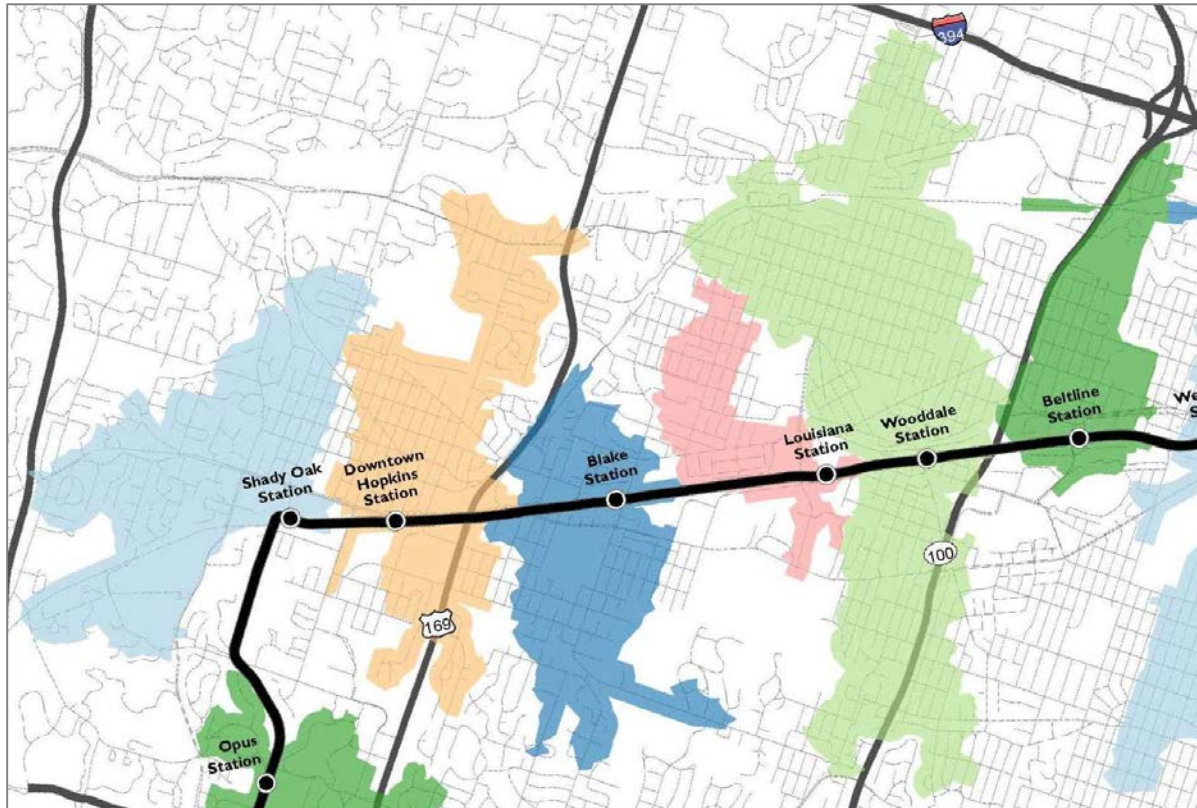 394
Beltline
Station
We
S
Wooddale
Station
Louisiana
Station
Blake
Station
Downtown
Hopkins
Station
Shady Oak
Station
100
169
Opus
Station